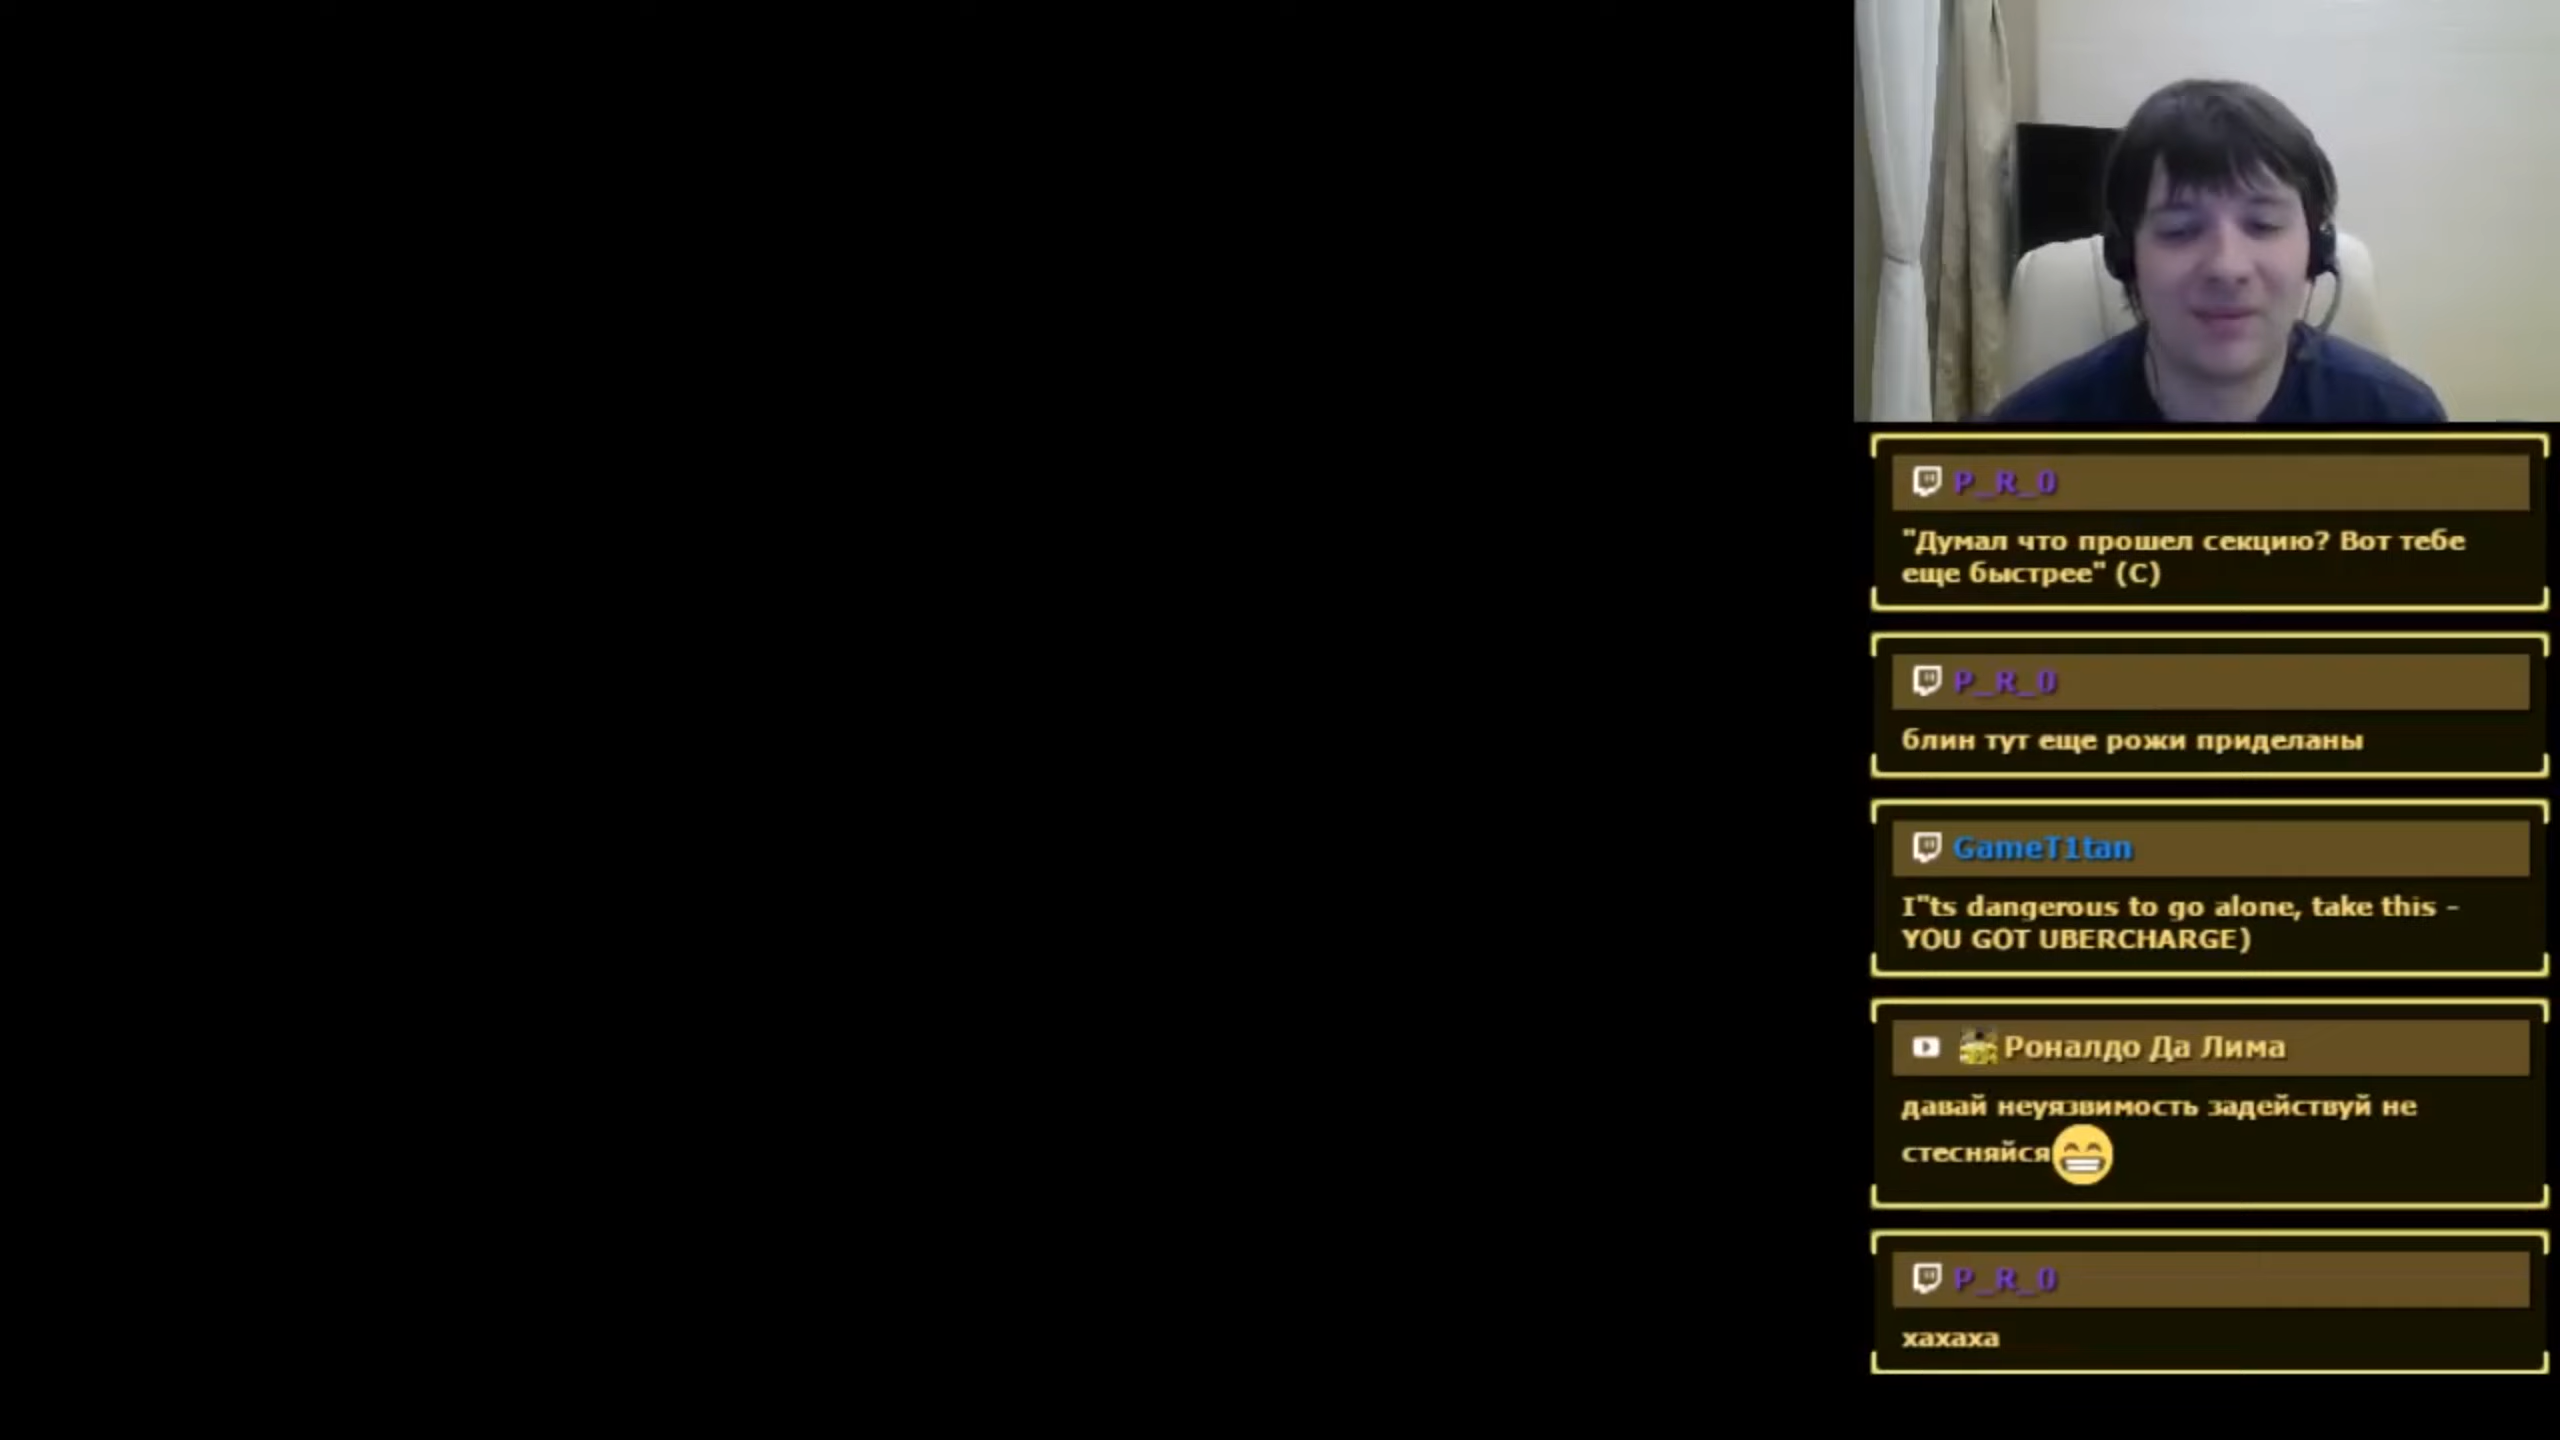 P_R_0
"Думал что прошел секцию? Вот тебе
еще быстрее" (C)
P_R_0
блин тут еще рожи приделаны
GameT1tan
I"ts dangerous to go alone, take this -
YOU GOT UBERCHARGE)
Роналдо Да Лима
давай неуязвимость задействуй не
стесняйся
P_R_0
хахаха